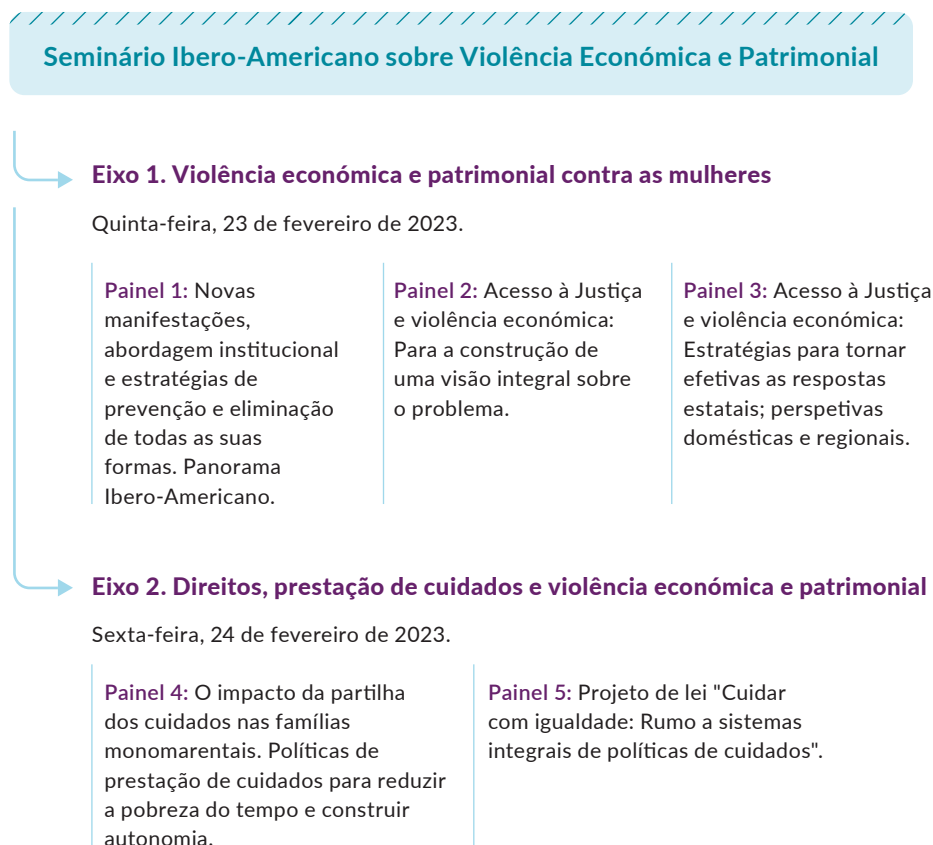 Seminário Ibero-Americano sobre Violência Económica e Patrimonial
Eixo 1. Violência económica e patrimonial contra as mulheres
Quinta-feira, 23 de fevereiro de 2023.
Painel 1: Novas
manifestações,
abordagem institucional
e estratégias de
prevenção e eliminação
de todas as suas
formas. Panorama
Ibero-Americano.
Painel 2: Acesso à Justiça
e violência económica:
Para a construção de
uma visão integral sobre
o problema.
Painel 3: Acesso à Justiça
e violência económica:
Estratégias para tornar
efetivas as respostas
estatais; perspetivas
domésticas e regionais.
Eixo 2. Direitos, prestação de cuidados e violência económica e patrimonial
Sexta-feira, 24 de fevereiro de 2023.
Painel 4: O impacto da partilha
dos cuidados nas famílias
monomarentais. Políticas de
prestação de cuidados para reduzir
a pobreza do tempo e construir
autonomia.
Painel 5: Projeto de lei "Cuidar
com igualdade: Rumo a sistemas
integrais de políticas de cuidados".